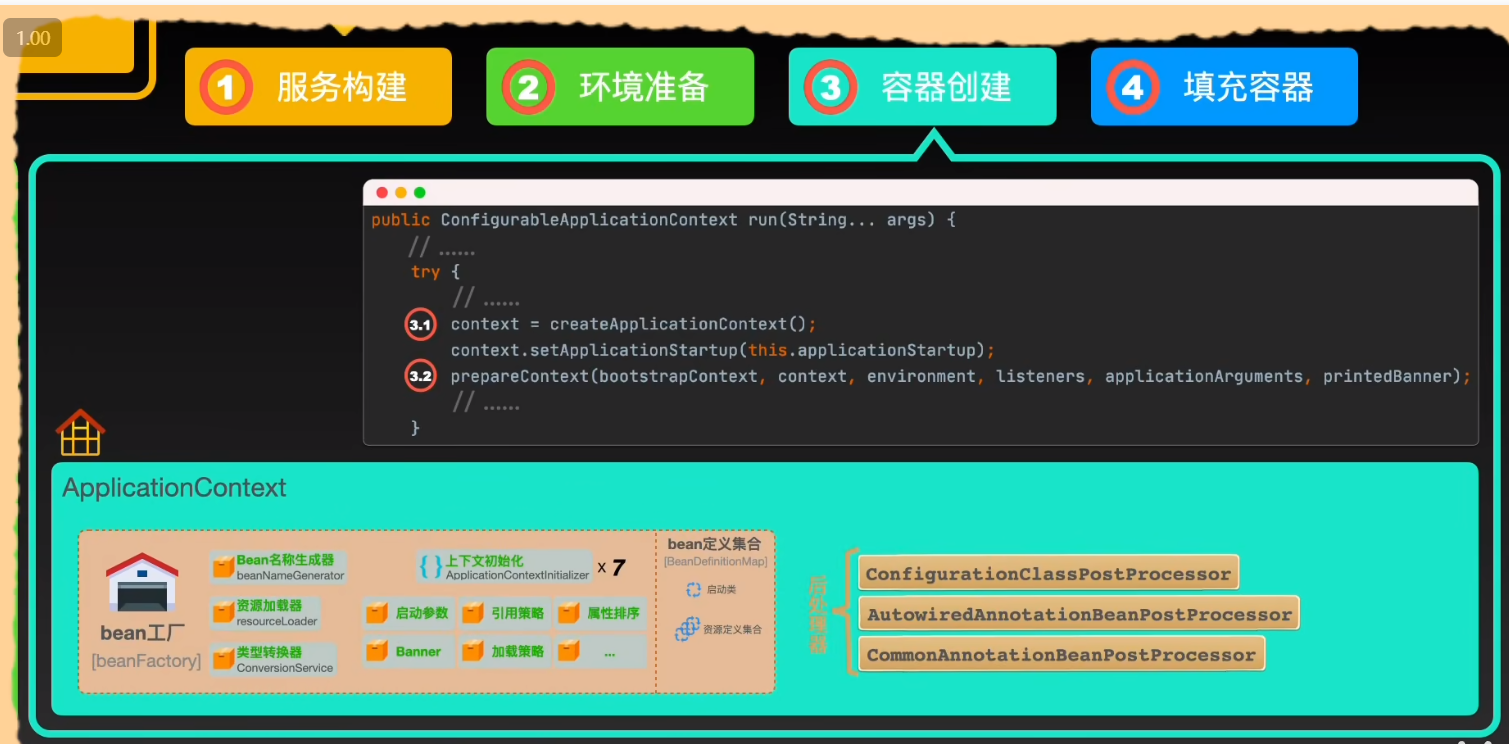 1.00
1 服务构建
2 环境准备
3 容器创建
4 填充容器
public ConfigurableApplicationContext run(String... args) {
// ......
try {
// ......
3.1 context = createApplicationContext();
context.setApplicationStartup(this.applicationStartup);
3.2 prepareContext(bootstrapContext, context, environment, listeners, applicationArguments, printedBanner);
// ......
}
ApplicationContext
bean工厂
[beanFactory]
Bean名称生成器
beanNameGenerator
资源加载器
resourceLoader
类型转换器
ConversionService
{ } 上下文初始化
ApplicationContextInitializer
x 7
启动参数
引用策略
属性排序
Banner
加载策略
...
bean定义集合
[BeanDefinitionMap]
启动类
资源定义集合
后处理器
ConfigurationClassPostProcessor
AutowiredAnnotationBeanPostProcessor
CommonAnnotationBeanPostProcessor